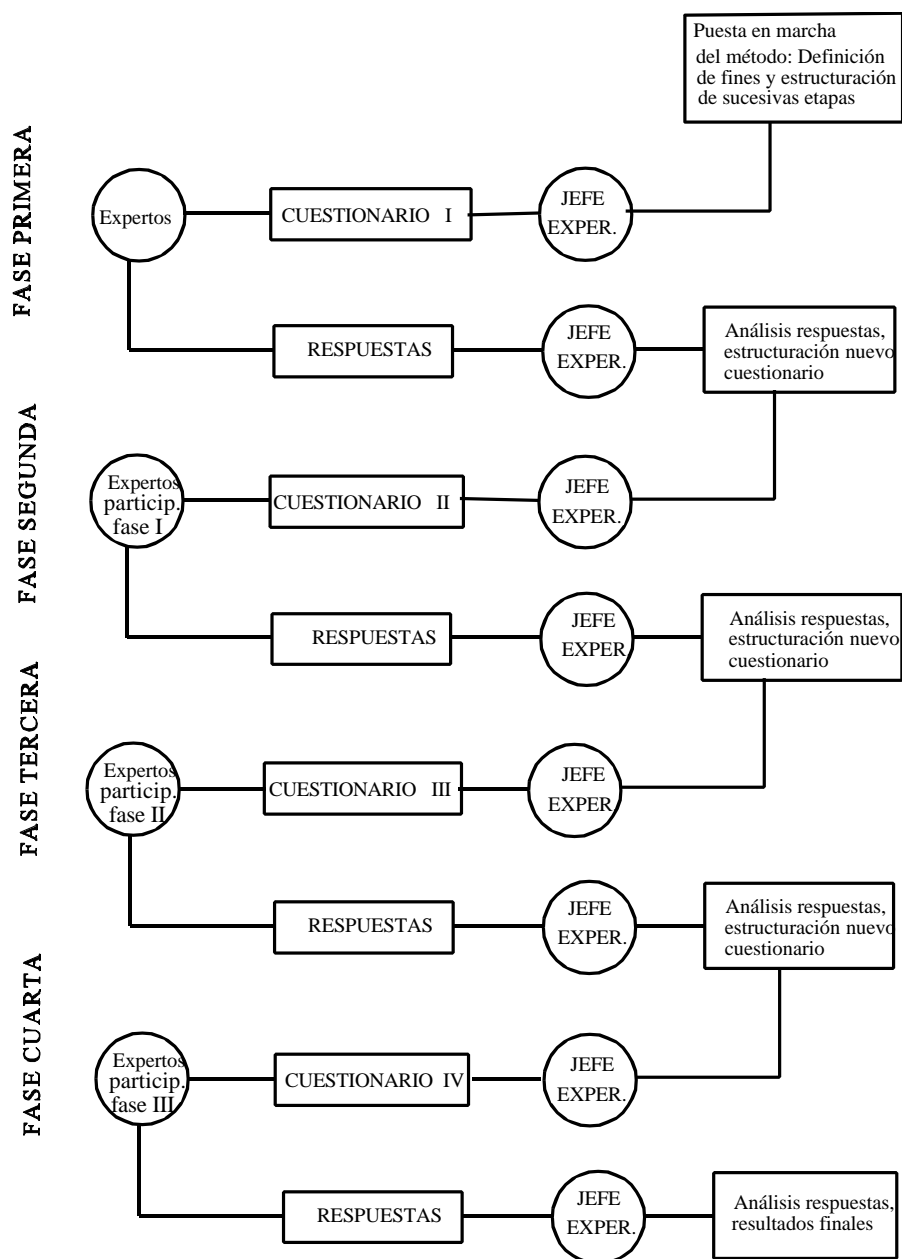 Puesta en marcha
del método: Definición
de fines y estructuración
de sucesivas etapas
FASE PRIMERA
Expertos
CUESTIONARIO I
JEFE
EXPER.
RESPUESTAS
JEFE
EXPER.
Análisis respuestas,
estructuración nuevo
cuestionario
FASE SEGUNDA
Expertos
particip.
fase I
CUESTIONARIO II
JEFE
EXPER.
RESPUESTAS
JEFE
EXPER
Análisis respuestas,
estructuración nuevo
cuestionario
FASE TERCERA
Expertos
particip.
fase II
CUESTIONARIO III
JEFE
EXPER
RESPUESTAS
JEFE
EXPER.
Análisis respuestas,
estructuración nuevo
cuestionario
FASE CUARTA
Expertos
particip.
fase III
CUESTIONARIO IV
JEFE
EXPER.
RESPUESTAS
JEFE
EXPER.
Análisis respuestas,
resultados finales